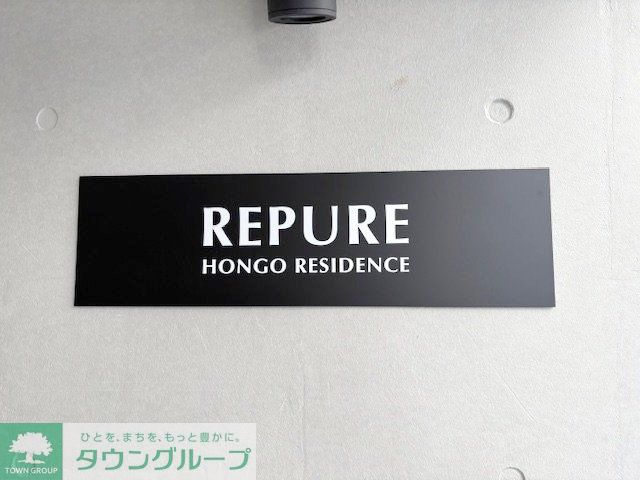 REPURE
HONGO RESIDENCE
ひとを、まちを、もっと豊かに。
TOWN GROUP
タウングループ